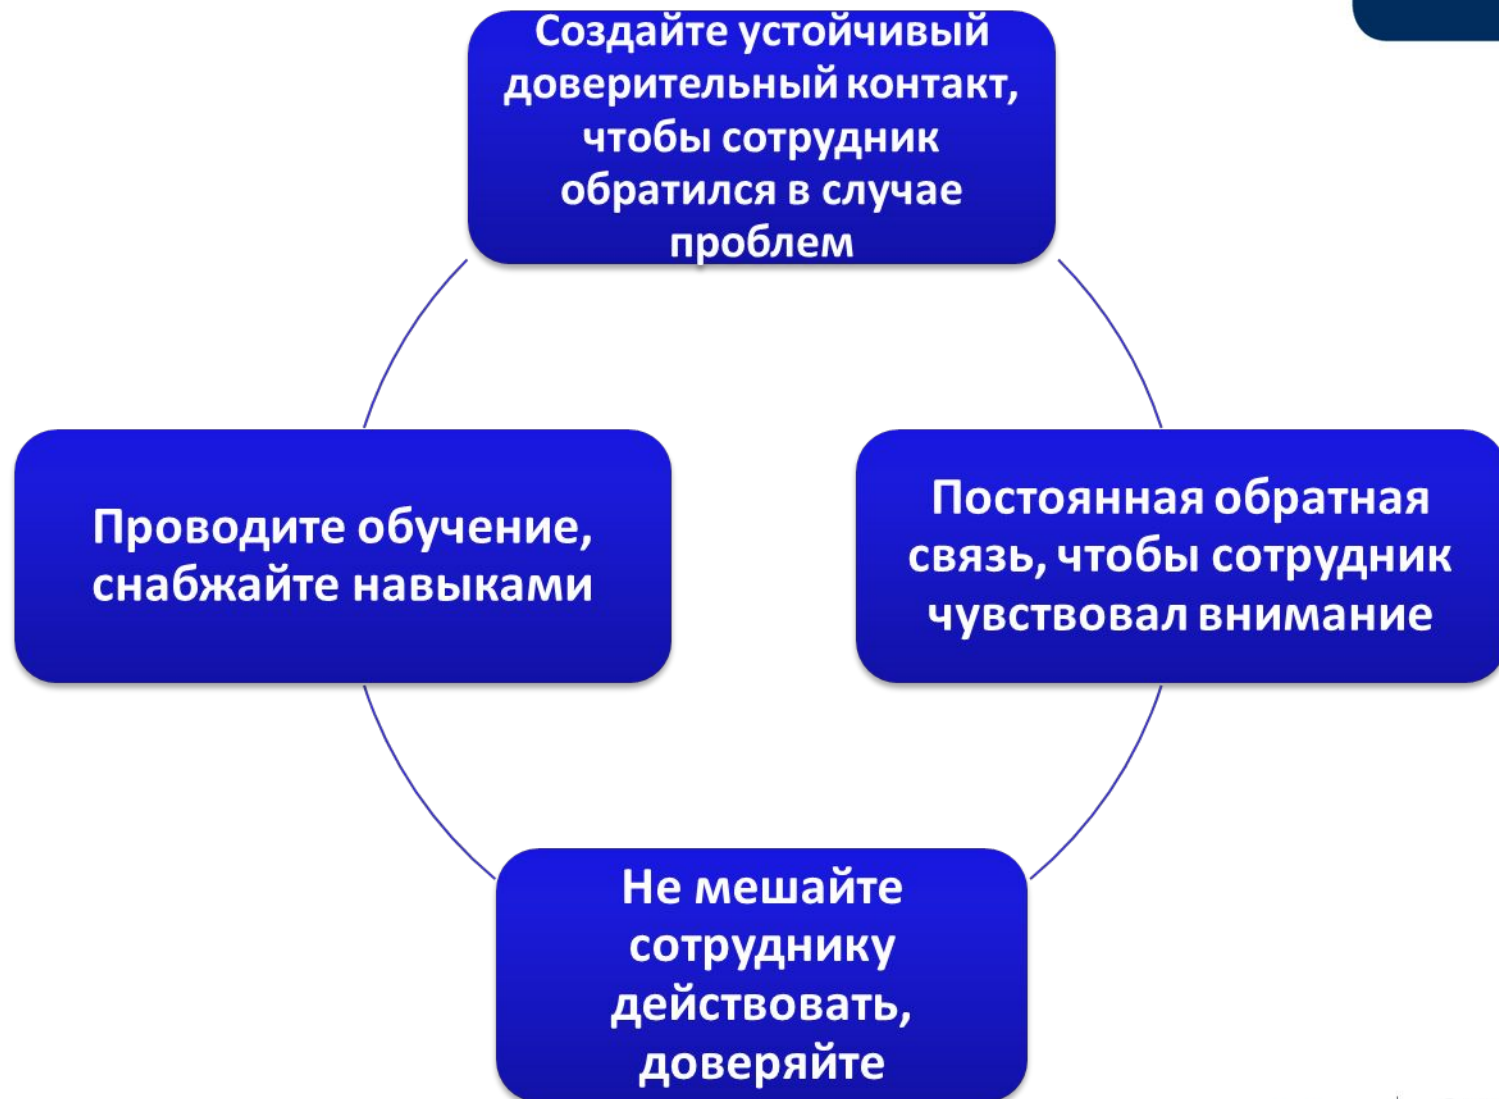 Создайте устойчивый
доверительный контакт,
чтобы сотрудник
обратился в случае
проблем
Проводите обучение,
снабжайте навыками
Постоянная обратная
связь, чтобы сотрудник
чувствовал внимание
Не мешайте
сотруднику
действовать,
доверяйте